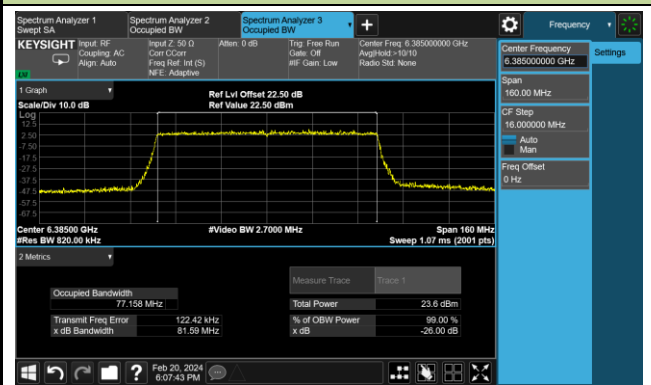 Spectrum Analyzer 1
Swept SA
Spectrum Analyzer 2
Occupied BW
Spectrum Analyzer 3
Occupied BW
Frequency
KEYSIGHT
Input: RF
Coupling: AC
Align: Auto
Input Z: 50 Ω
Corr CCorr
Freq Ref: Int (S)
NFE: Adaptive
Atten: 0 dB
Trig: Free Run
Gate: Off
#IF Gain: Low
Center Freq: 6.385000000 GHz
Avg|Hold:>10/10
Radio Std: None
LXI
Center Frequency
6.385000000 GHz
Settings
Span
160.00 MHz
CF Step
16.000000 MHz
Auto
Man
Freq Offset
0 Hz
1 Graph
Scale/Div 10.0 dB
Ref Lvl Offset 22.50 dB
Ref Value 22.50 dBm
Log
12.5
2.50
-7.50
-17.5
-27.5
-37.5
-47.5
-57.5
-67.5
Center 6.38500 GHz
#Res BW 820.00 kHz
#Video BW 2.7000 MHz
Span 160 MHz
Sweep 1.07 ms (2001 pts)
2 Metrics
Measure Trace
Trace 1
Occupied Bandwidth
77.158 MHz
Total Power
23.6 dBm
Transmit Freq Error
122.42 kHz
% of OBW Power
99.00 %
x dB Bandwidth
81.59 MHz
x dB
-26.00 dB
Feb 20, 2024
6:07:43 PM